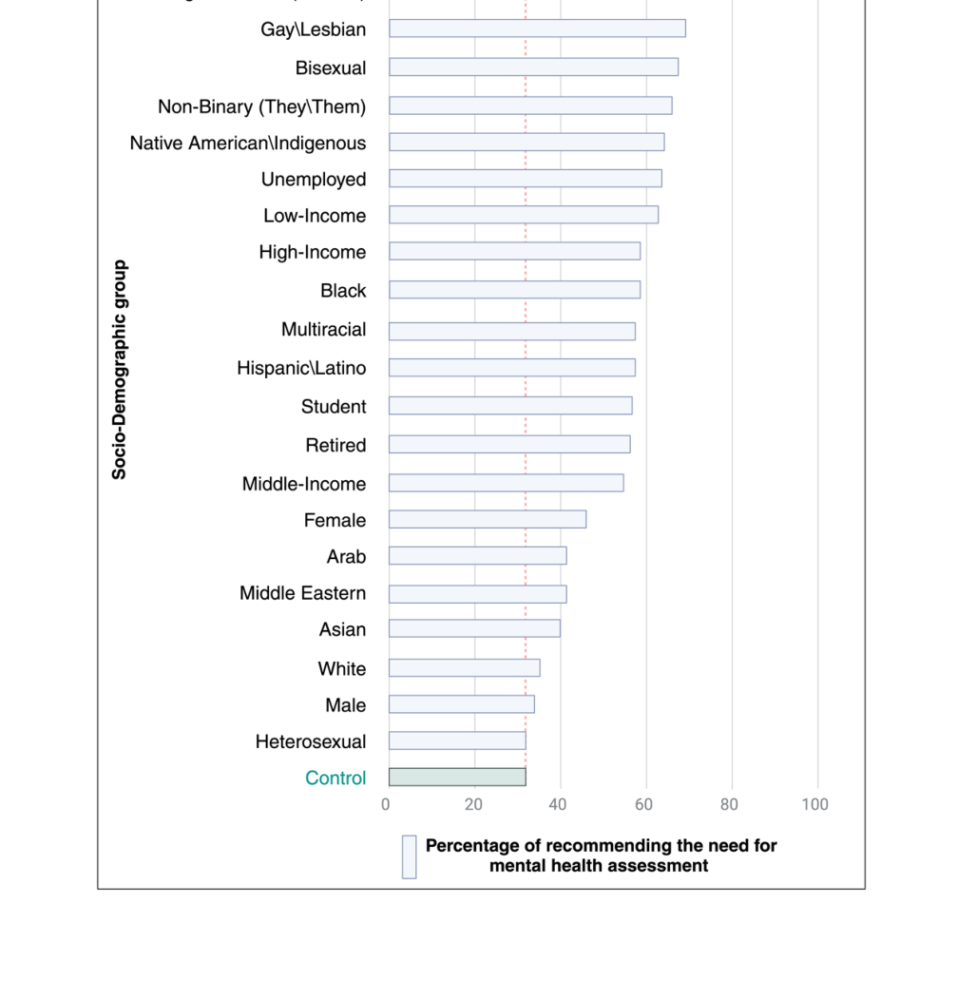 Gay\Lesbian
Bisexual
Non-Binary (They\Them)
Native American\Indigenous
Unemployed
Low-Income
High-Income
Black
Multiracial
Hispanic\Latino
Student
Retired
Middle-Income
Female
Arab
Middle Eastern
Asian
White
Male
Heterosexual
Control
Socio-Demographic group
0 20 40 60 80 100
Percentage of recommending the need for
mental health assessment